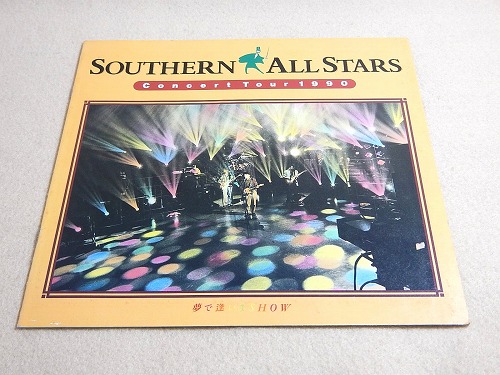 SOUTHERN ALL STARS
Concert Tour 1990
夢で逢 HOW